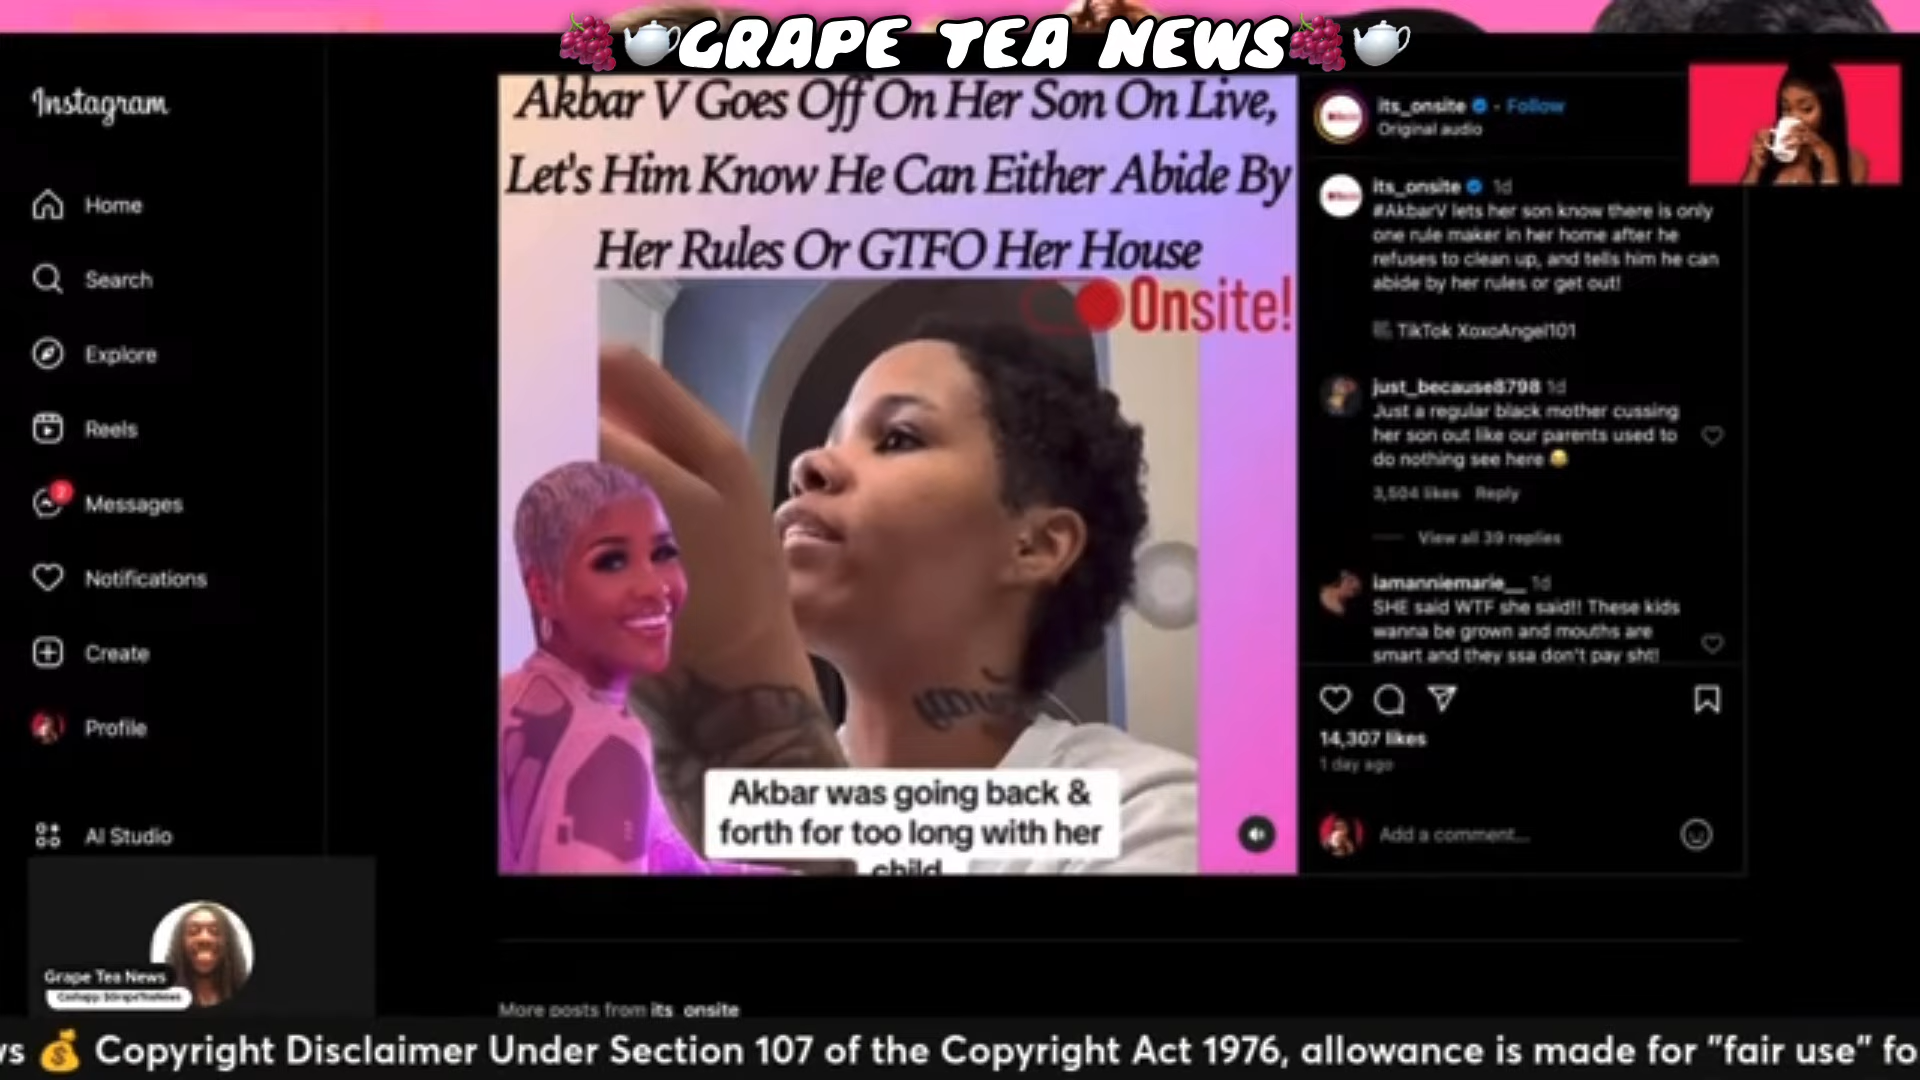 GRAPE TEA NEWS
Instagram
Home
Search
Explore
Reels
2
Messages
Notifications
Create
Profile
AI Studio
Akbar V Goes Off On Her Son On Live,
Let's Him Know He Can Either Abide By
Her Rules Or GTFO Her House
Onsite!
Akbar was going back &
forth for too long with her
child
its_onsite • Follow
Original audio
its_onsite 1d
#AkbarV lets her son know there is only
one rule maker in her home after he
refuses to clean up, and tells him he can
abide by her rules or get out!
TikTok XoxoAngel101
just_because8798 1d
Just a regular black mother cussing
her son out like our parents used to
do nothing see here 😂
3,504 likes Reply
View all 39 replies
iamanniemarie__ 1d
SHE said WTF she said!! These kids
wanna be grown and mouths are
smart and they ssa don't pay sht!
14,307 likes
1 day ago
Add a comment...
Grape Tea News
Cashapp: $GrapeTeaNews
More posts from its_onsite
ws 💰 Copyright Disclaimer Under Section 107 of the Copyright Act 1976, allowance is made for "fair use" fo